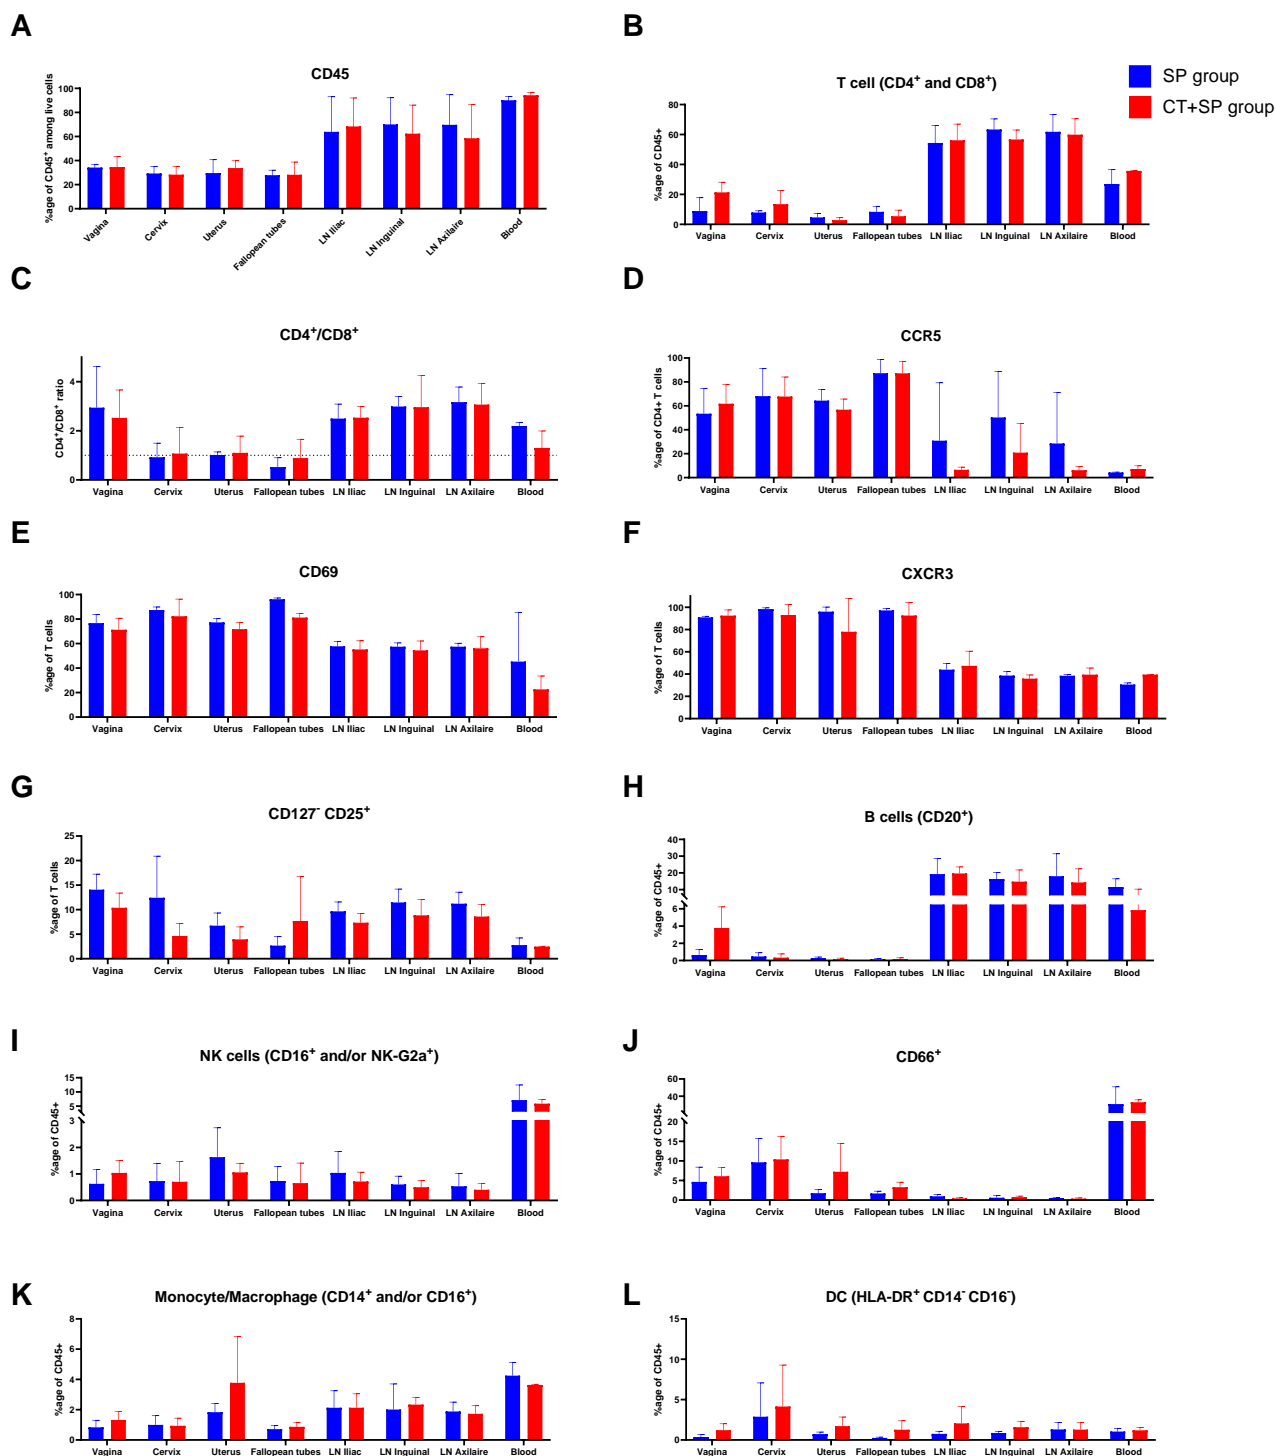 A
CD45
%age of CD45+ among live cells
100
80
60
40
20
0
Vagina
Cervix
Uterus
Fallopean tubes
LN Iliac
LN Inguinal
LN Axilaire
Blood
B
T cell (CD4+ and CD8+)
%age of CD45+
80
60
40
20
0
Vagina Cervix Uterus Fallopean tubes LN Iliac LN Inguinal LN Axilaire Blood
SP group
CT+SP group
C
CD4+/CD8+
CD4+/CD8+ ratio
4
2
0
Vagina Cervix Uterus Fallopean tubes LN Iliac LN Inguinal LN Axilaire Blood
D
CCR5
%age of CD4+ T cells
100
80
60
40
20
0
Vagina Cervix Uterus Fallopean tubes LN Iliac LN Inguinal LN Axilaire Blood
E
CD69
%age of T cells
100
80
60
40
20
0
Vagina Cervix Uterus Fallopean tubes LN Iliac LN Inguinal LN Axilaire Blood
F
CXCR3
%age of T cells
100
80
60
40
20
0
Vagina Cervix Uterus Fallopean tubes LN Iliac LN Inguinal LN Axilaire Blood
G
CD127- CD25+
%age of T cells
25
20
15
10
5
0
Vagina Cervix Uterus Fallopean tubes LN Iliac LN Inguinal LN Axilaire Blood
H
B cells (CD20+)
%age of CD45+
40
30
20
10
6
4
2
0
Vagina Cervix Uterus Fallopean tubes LN Iliac LN Inguinal LN Axilaire Blood
I
NK cells (CD16+ and/or NK-G2a+)
%age of CD45+
15
10
5
3
2
1
0
Vagina Cervix Uterus Fallopean tubes LN Iliac LN Inguinal LN Axilaire Blood
J
CD66+
%age of CD45+
60
40
20
15
10
5
0
Vagina Cervix Uterus Fallopean tubes LN Iliac LN Inguinal LN Axilaire Blood
K
Monocyte/Macrophage (CD14+ and/or CD16+)
%age of CD45+
8
6
4
2
0
Vagina Cervix Uterus Fallopean tubes LN Iliac LN Inguinal LN Axilaire Blood
L
DC (HLA-DR+ CD14- CD16-)
%age of CD45+
15
10
5
0
Vagina Cervix Uterus Fallopean tubes LN Iliac LN Inguinal LN Axilaire Blood